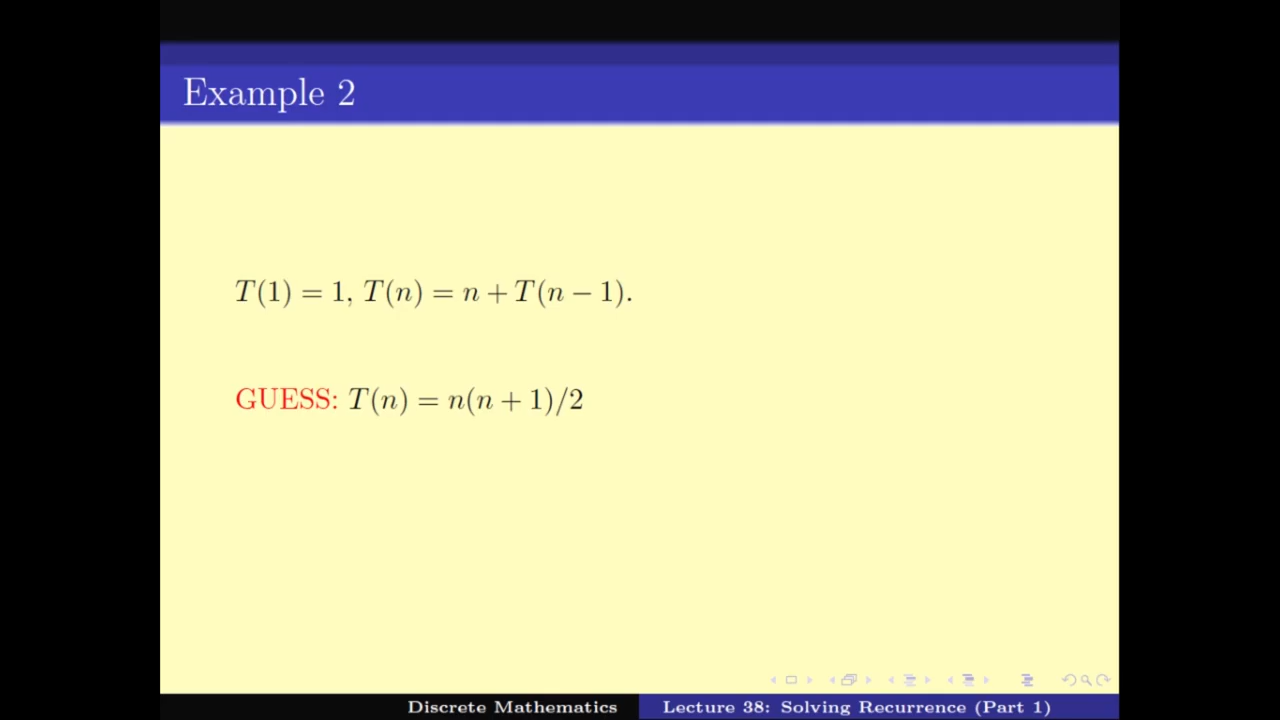 Example 2
T(1) = 1, T(n) = n + T(n − 1).
GUESS: T(n) = n(n + 1)/2
Discrete Mathematics
Lecture 38: Solving Recurrence (Part 1)